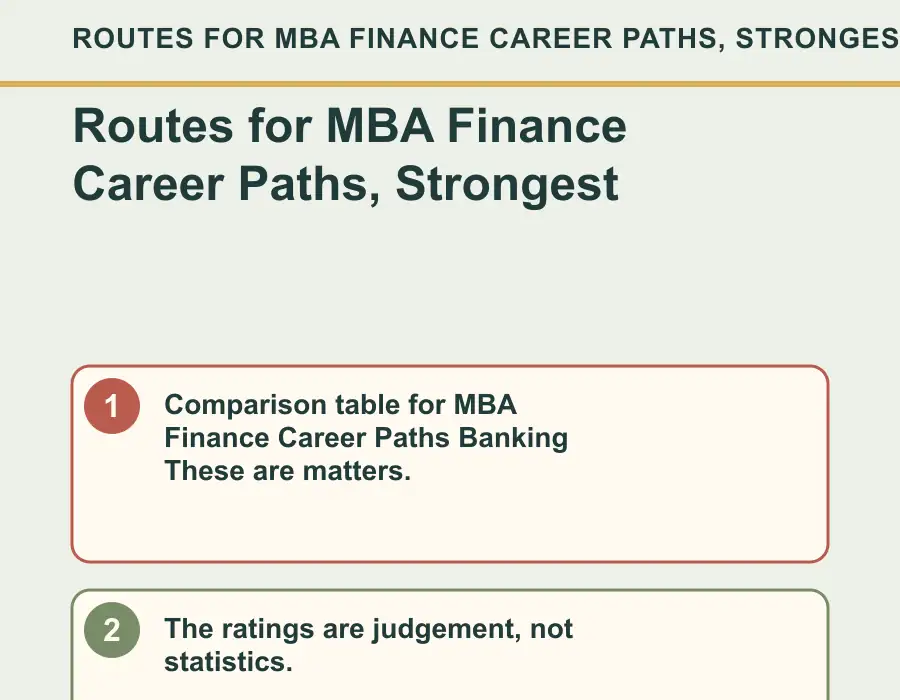 ROUTES FOR MBA FINANCE CAREER PATHS, STRONGES
Routes for MBA Finance
Career Paths, Strongest
1
Comparison table for MBA
Finance Career Paths Banking
These are matters.
2
The ratings are judgement, not
statistics.